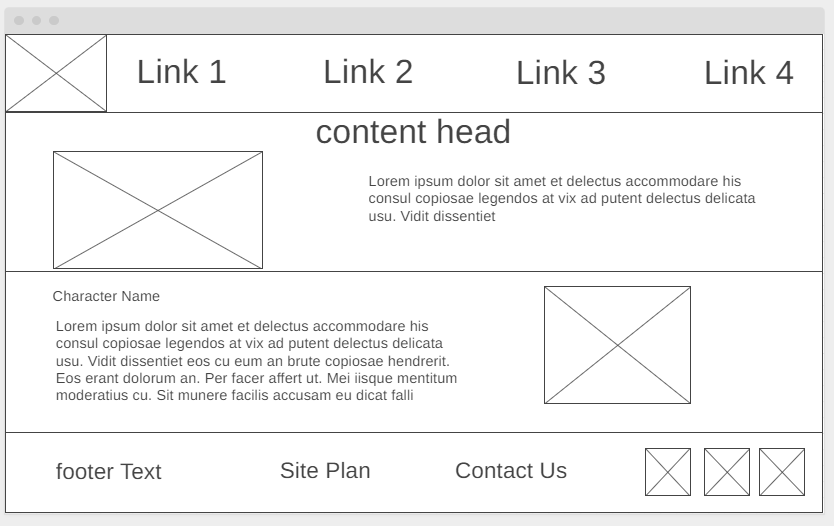 Link 1 Link 2 Link 3 Link 4
content head
Lorem ipsum dolor sit amet et delectus accommodare his
consul copiosae legendos at vix ad putent delectus delicata
usu. Vidit dissentiet
Character Name
Lorem ipsum dolor sit amet et delectus accommodare his
consul copiosae legendos at vix ad putent delectus delicata
usu. Vidit dissentiet eos cu eum an brute copiosae hendrerit.
Eos erant dolorum an. Per facer affert ut. Mei iisque mentitum
moderatius cu. Sit munere facilis accusam eu dicat falli
footer Text Site Plan Contact Us